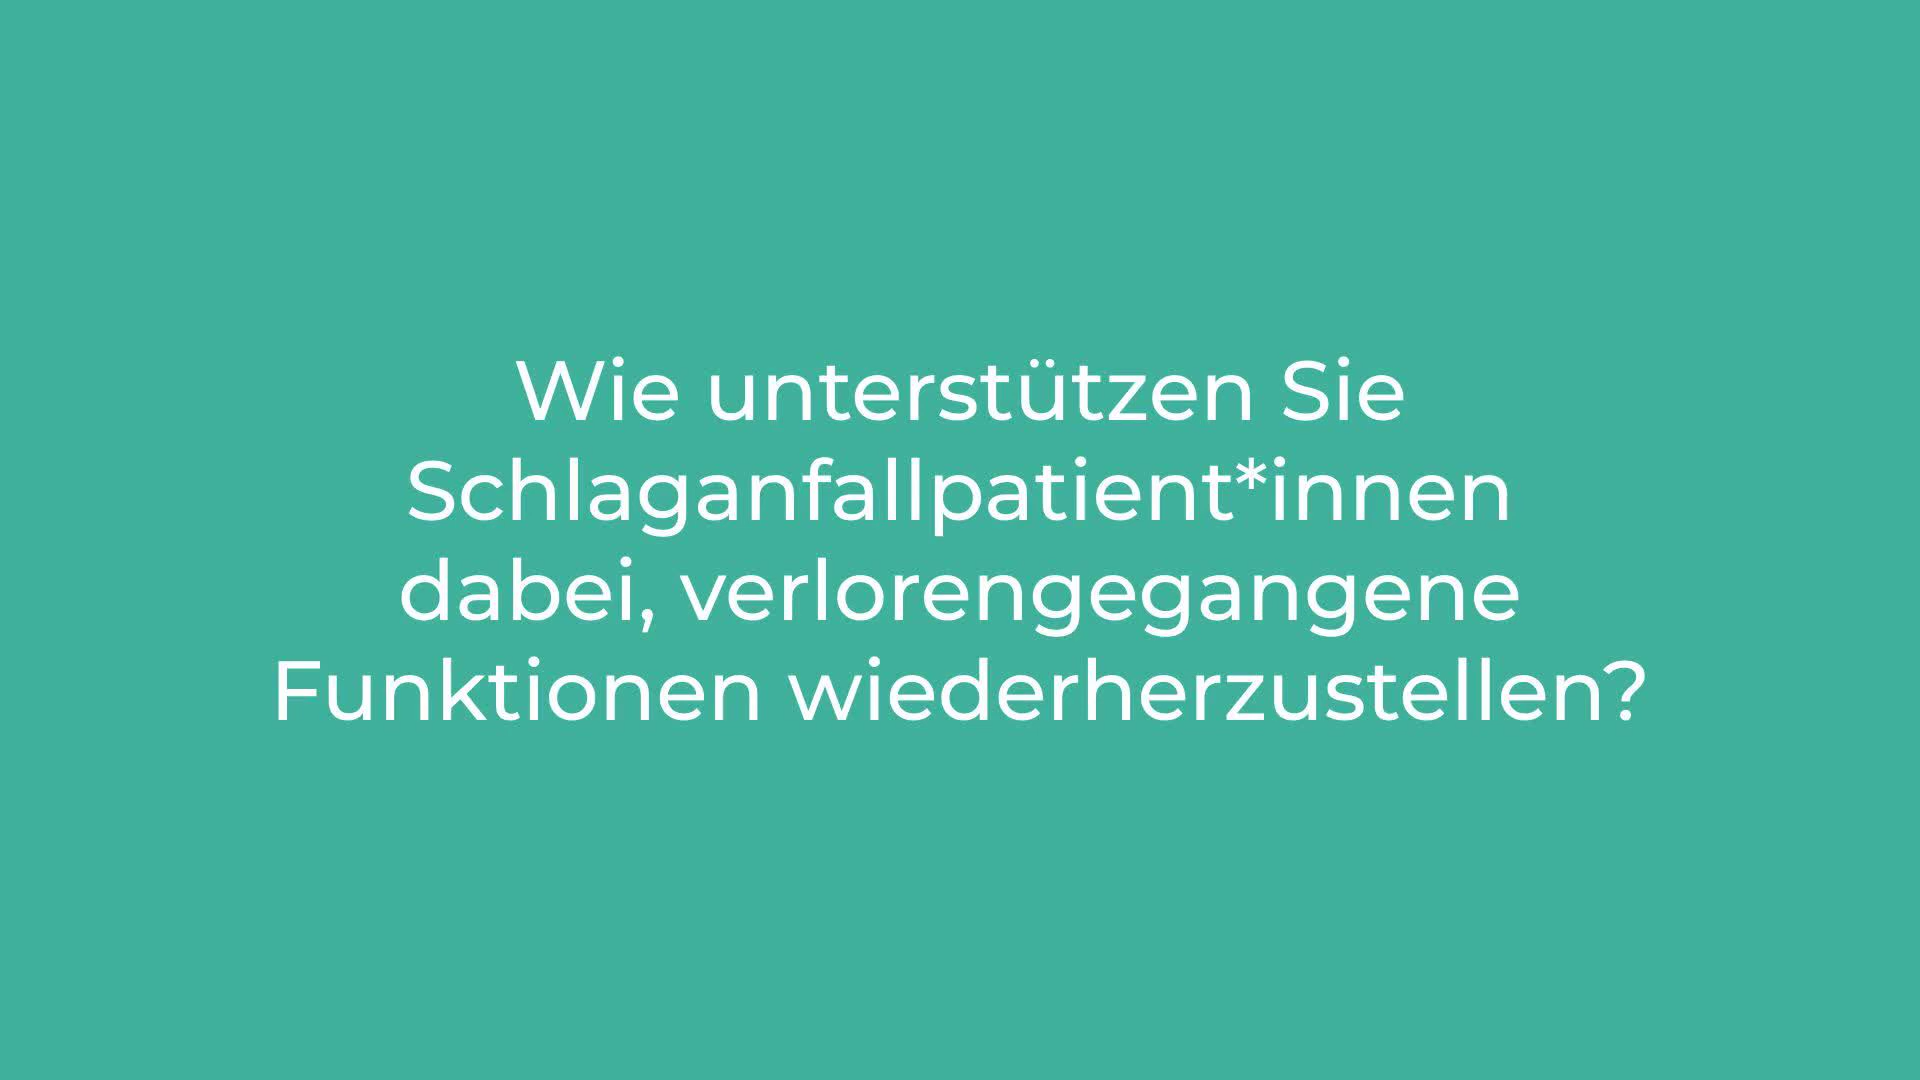 Wie unterstützen Sie
Schlaganfallpatient*innen
dabei, verlorengegangene
Funktionen wiederherzustellen?